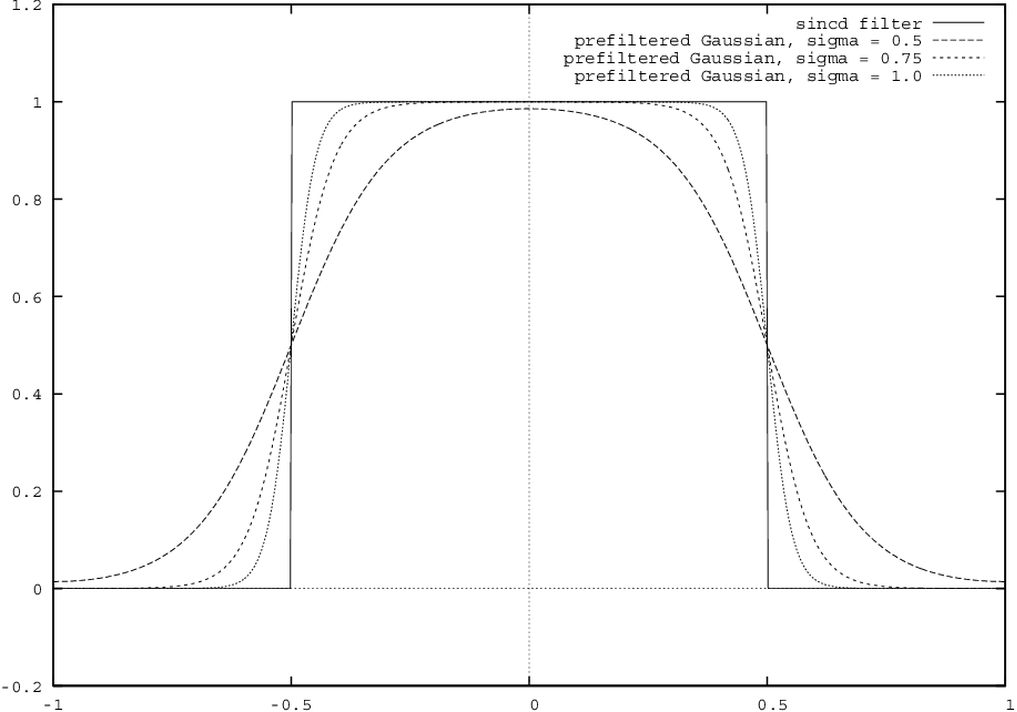 1.2
sincd filter
prefiltered Gaussian, sigma = 0.5
prefiltered Gaussian, sigma = 0.75
prefiltered Gaussian, sigma = 1.0
1
0.8
0.6
0.4
0.2
0
-0.2
-1 -0.5 0 0.5 1